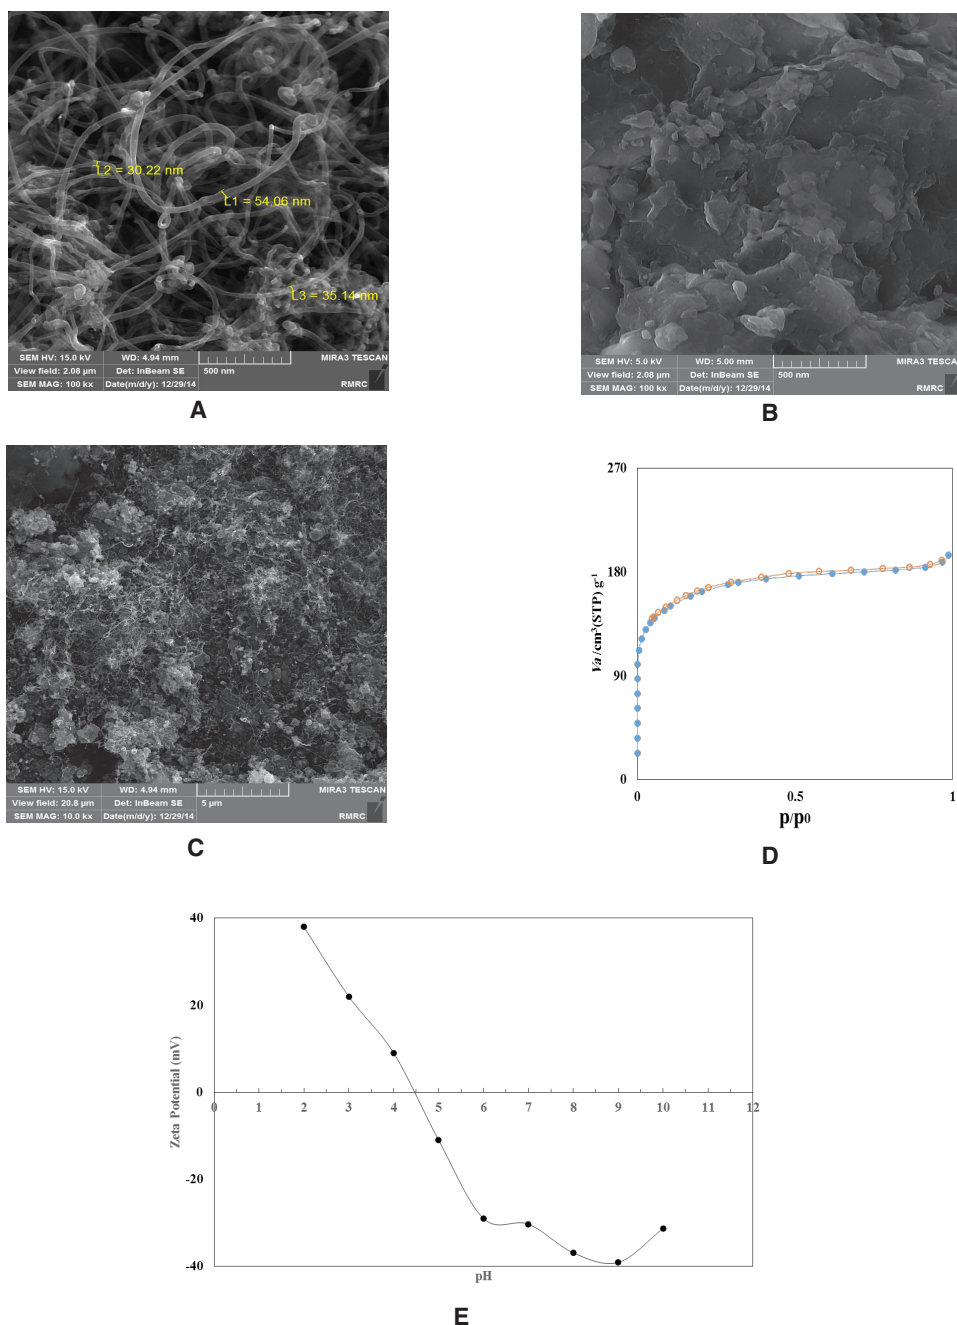 L2 = 30.22 nm
L1 = 54.06 nm
L3 = 35.14 nm
SEM HV: 15.0 kV WD: 4.94 mm MIRA3 TESCAN
View field: 2.08 µm Det: InBeam SE 500 nm
SEM MAG: 100 kx Date(m/d/y): 12/29/14 RMRC
A
SEM HV: 5.0 kV WD: 5.00 mm MIRA3 TESCA
View field: 2.08 µm Det: InBeam SE 500 nm
SEM MAG: 100 kx Date(m/d/y): 12/29/14 RMRC
B
SEM HV: 15.0 kV WD: 4.94 mm MIRA3 TESCAN
View field: 20.8 µm Det: InBeam SE 5 µm
SEM MAG: 10.0 kx Date(m/d/y): 12/29/14 RMRC
C
270
180
90
0
Va /cm³(STP) g⁻¹
0 0.5 1
p/p0
D
40
20
0
-20
-40
Zeta Potential (mV)
0 1 2 3 4 5 6 7 8 9 10 11 12
pH
E